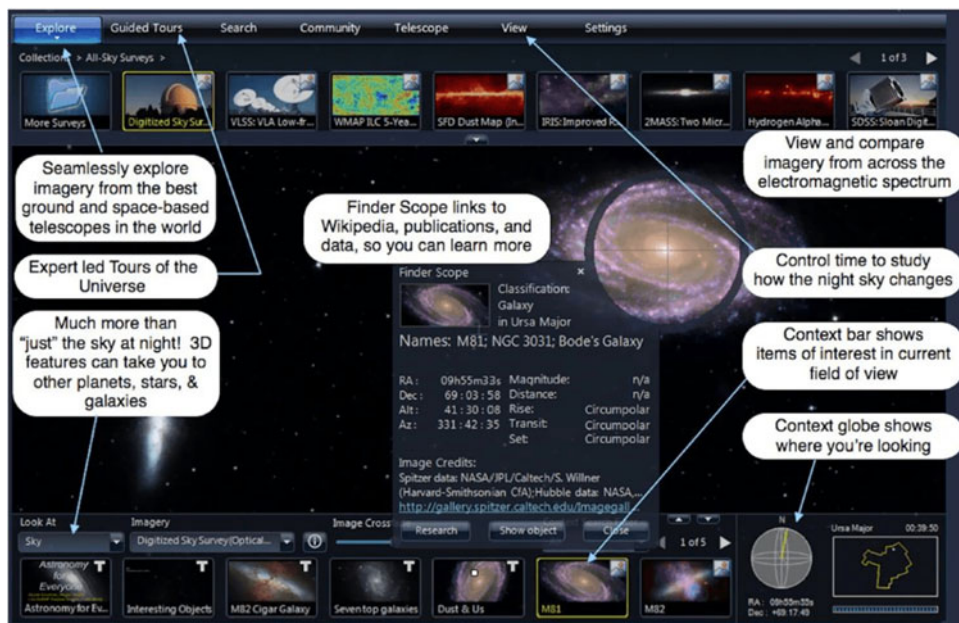 Explore Guided Tours Search Community Telescope View Settings
Collections > All-Sky Surveys >
1 of 3
More Surveys
Digitized Sky Sur...
VLSS: VLA Low-fr...
WMAP ILC 5-Yea...
SFD Dust Map (In...
IRIS: Improved R...
2MASS: Two Micr...
Hydrogen Alpha...
SDSS: Sloan Digit...
Seamlessly explore
imagery from the best
ground and space-based
telescopes in the world
Expert led Tours of the
Universe
Much more than
“just” the sky at night! 3D
features can take you to
other planets, stars, &
galaxies
Finder Scope links to
Wikipedia, publications, and
data, so you can learn more
View and compare
imagery from across the
electromagnetic spectrum
Control time to study
how the night sky changes
Context bar shows
items of interest in current
field of view
Context globe shows
where you're looking
Finder Scope
×
Classification:
Galaxy
in Ursa Major
Names: M81; NGC 3031; Bode's Galaxy
RA: 09h55m33s Magnitude: n/a
Dec: 69:03:58 Distance: n/a
Alt: 41:30:08 Rise: Circumpolar
Az: 331:42:35 Transit: Circumpolar
Set: Circumpolar
Image Credits:
Spitzer data: NASA/JPL/Caltech/S. Willner
(Harvard-Smithsonian CfA);Hubble data: NASA,...
http://gallery.spitzer.caltech.edu/Imagegall...
Research Show object Close
Look At
Sky
Imagery
Digitized Sky Survey(Optical...
Image Cross
1 of 5
Astronomy
for
Everyone
Astronomy for Ev...
Interesting Objects
M82 Cigar Galaxy
Seven top galaxies
Dust & Us
M81
M82
N
RA: 09h55m33s
Dec: +69:17:49
Ursa Major 00:39:50